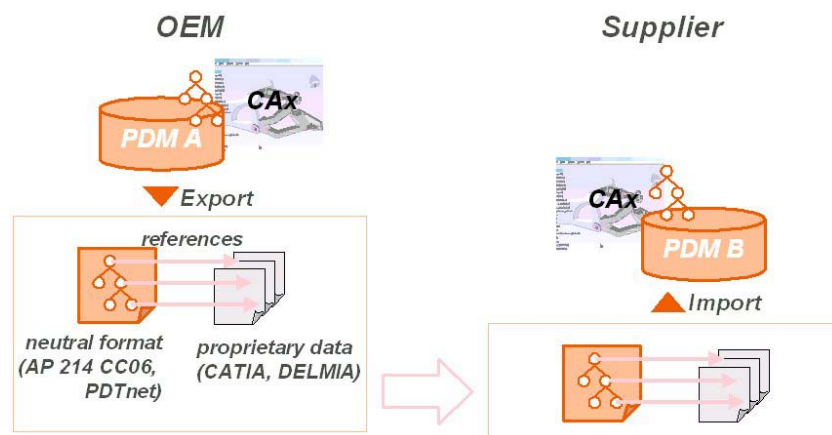 OEM
Supplier
CAx
PDM A
Export
references
neutral format
(AP 214 CC06,
PDTnet)
proprietary data
(CATIA, DELMIA)
CAx
PDM B
Import